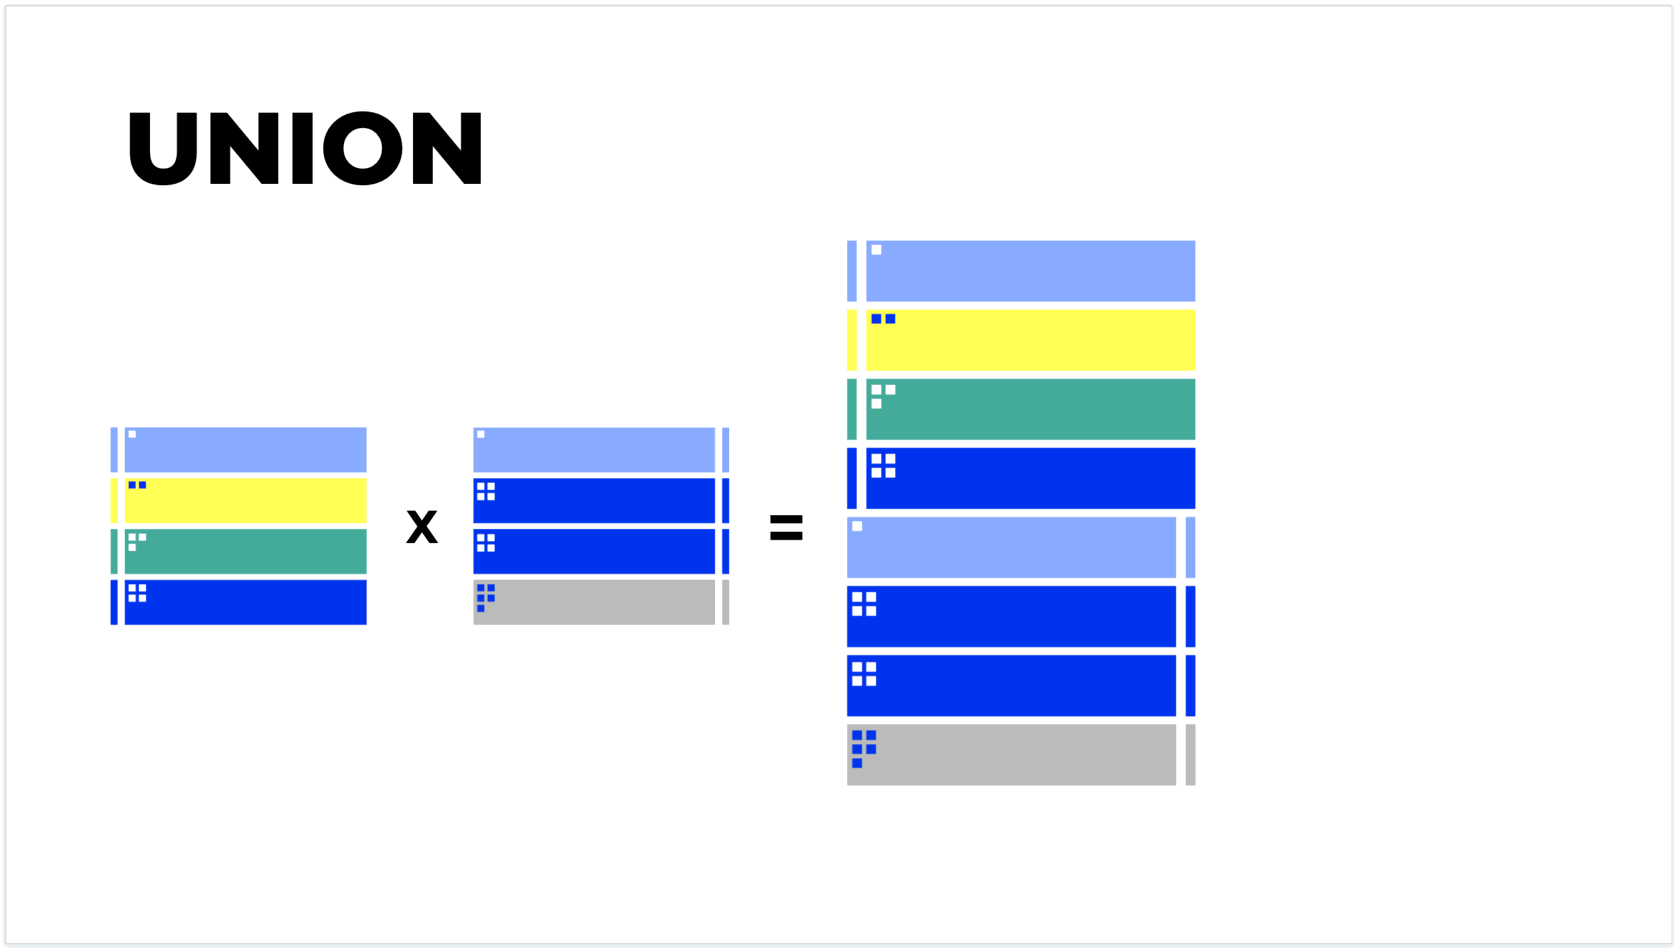 UNION
x
=